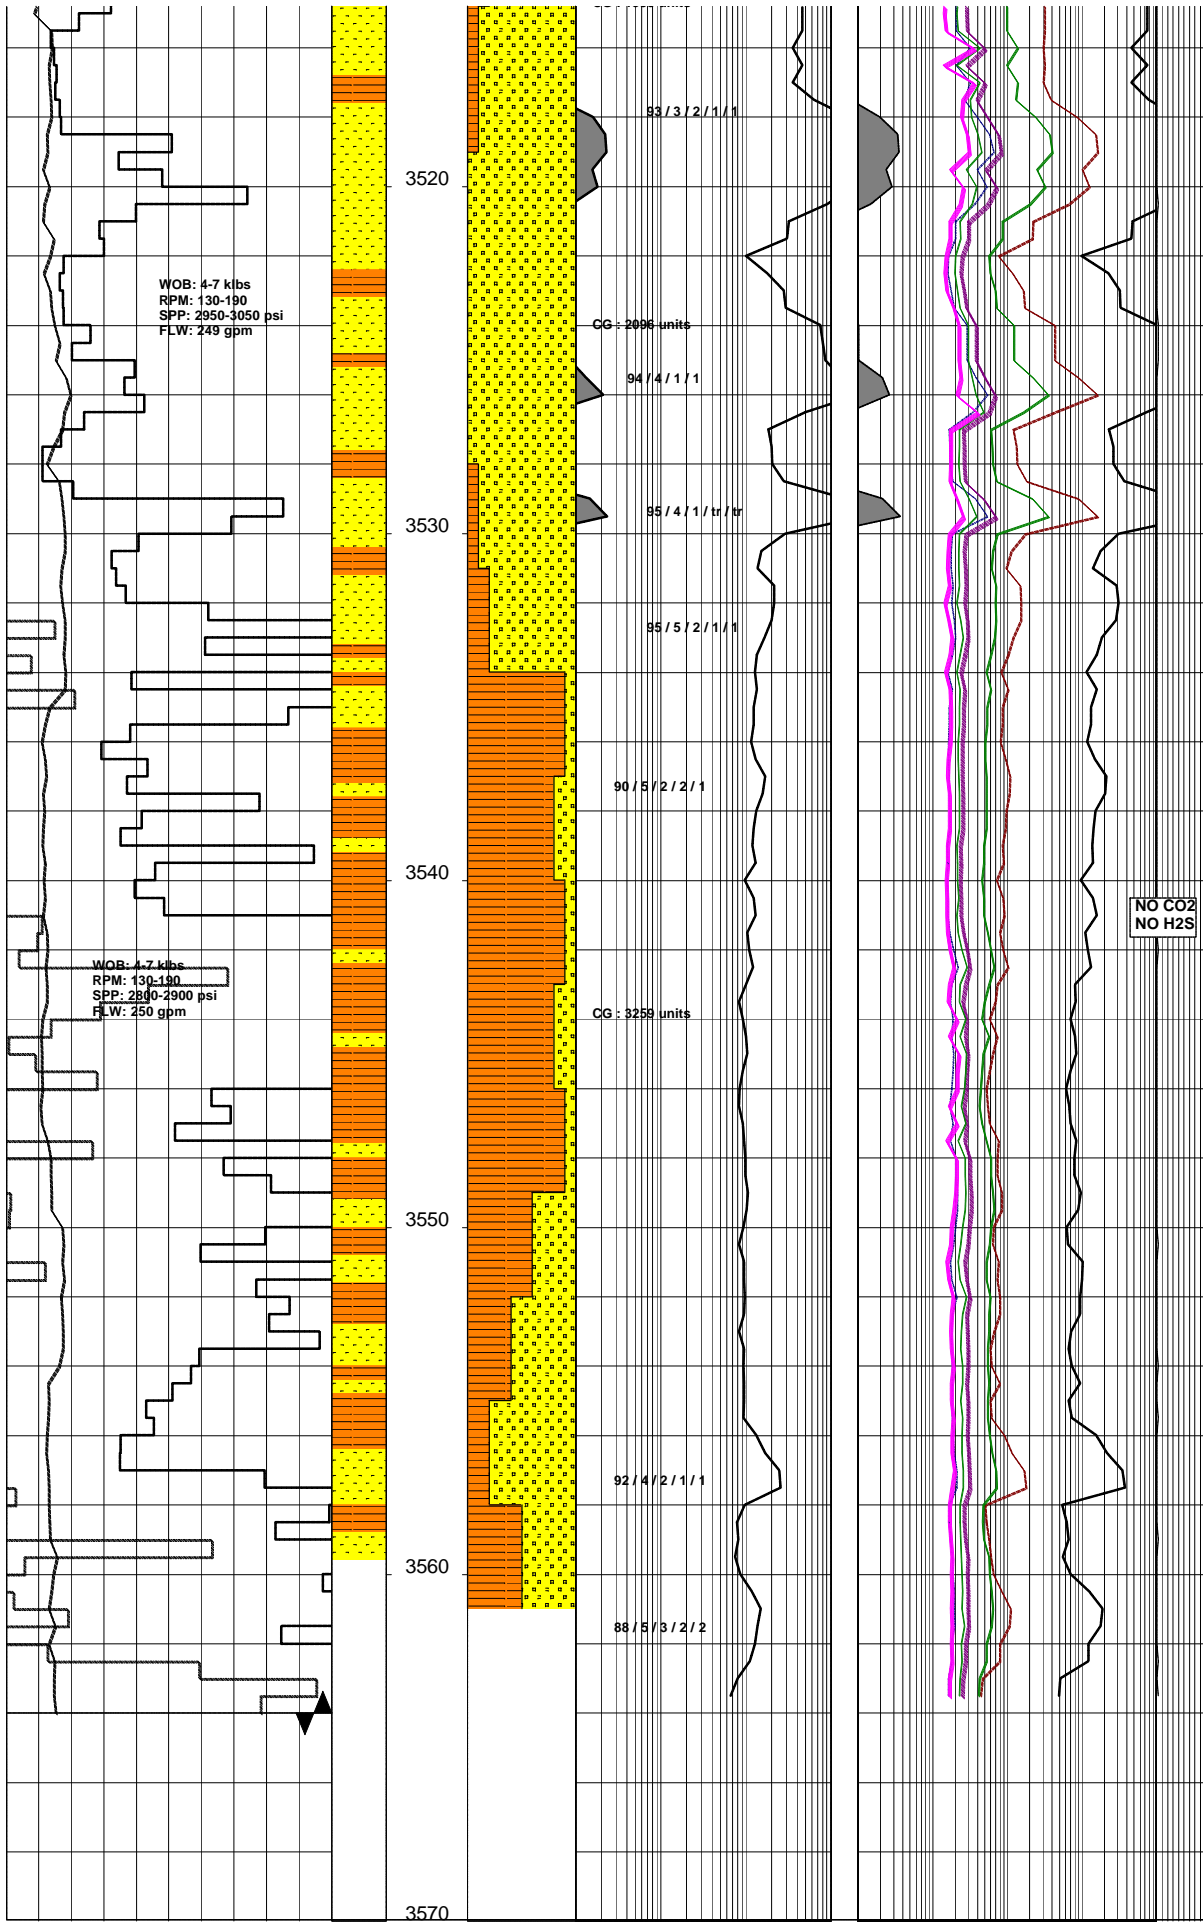 93 / 3 / 2 / 1 / 1
3520
WOB: 4-7 klbs
RPM: 130-190
SPP: 2950-3050 psi
FLW: 249 gpm
CG : 2096 units
94 / 4 / 1 / 1
95 / 4 / 1 / tr / tr
3530
95 / 5 / 2 / 1 / 1
90 / 5 / 2 / 2 / 1
3540
NO CO2
NO H2S
WOB: 4-7 klbs
RPM: 130-190
SPP: 2800-2900 psi
FLW: 250 gpm
CG : 3259 units
3550
92 / 4 / 2 / 1 / 1
3560
88 / 5 / 3 / 2 / 2
3570